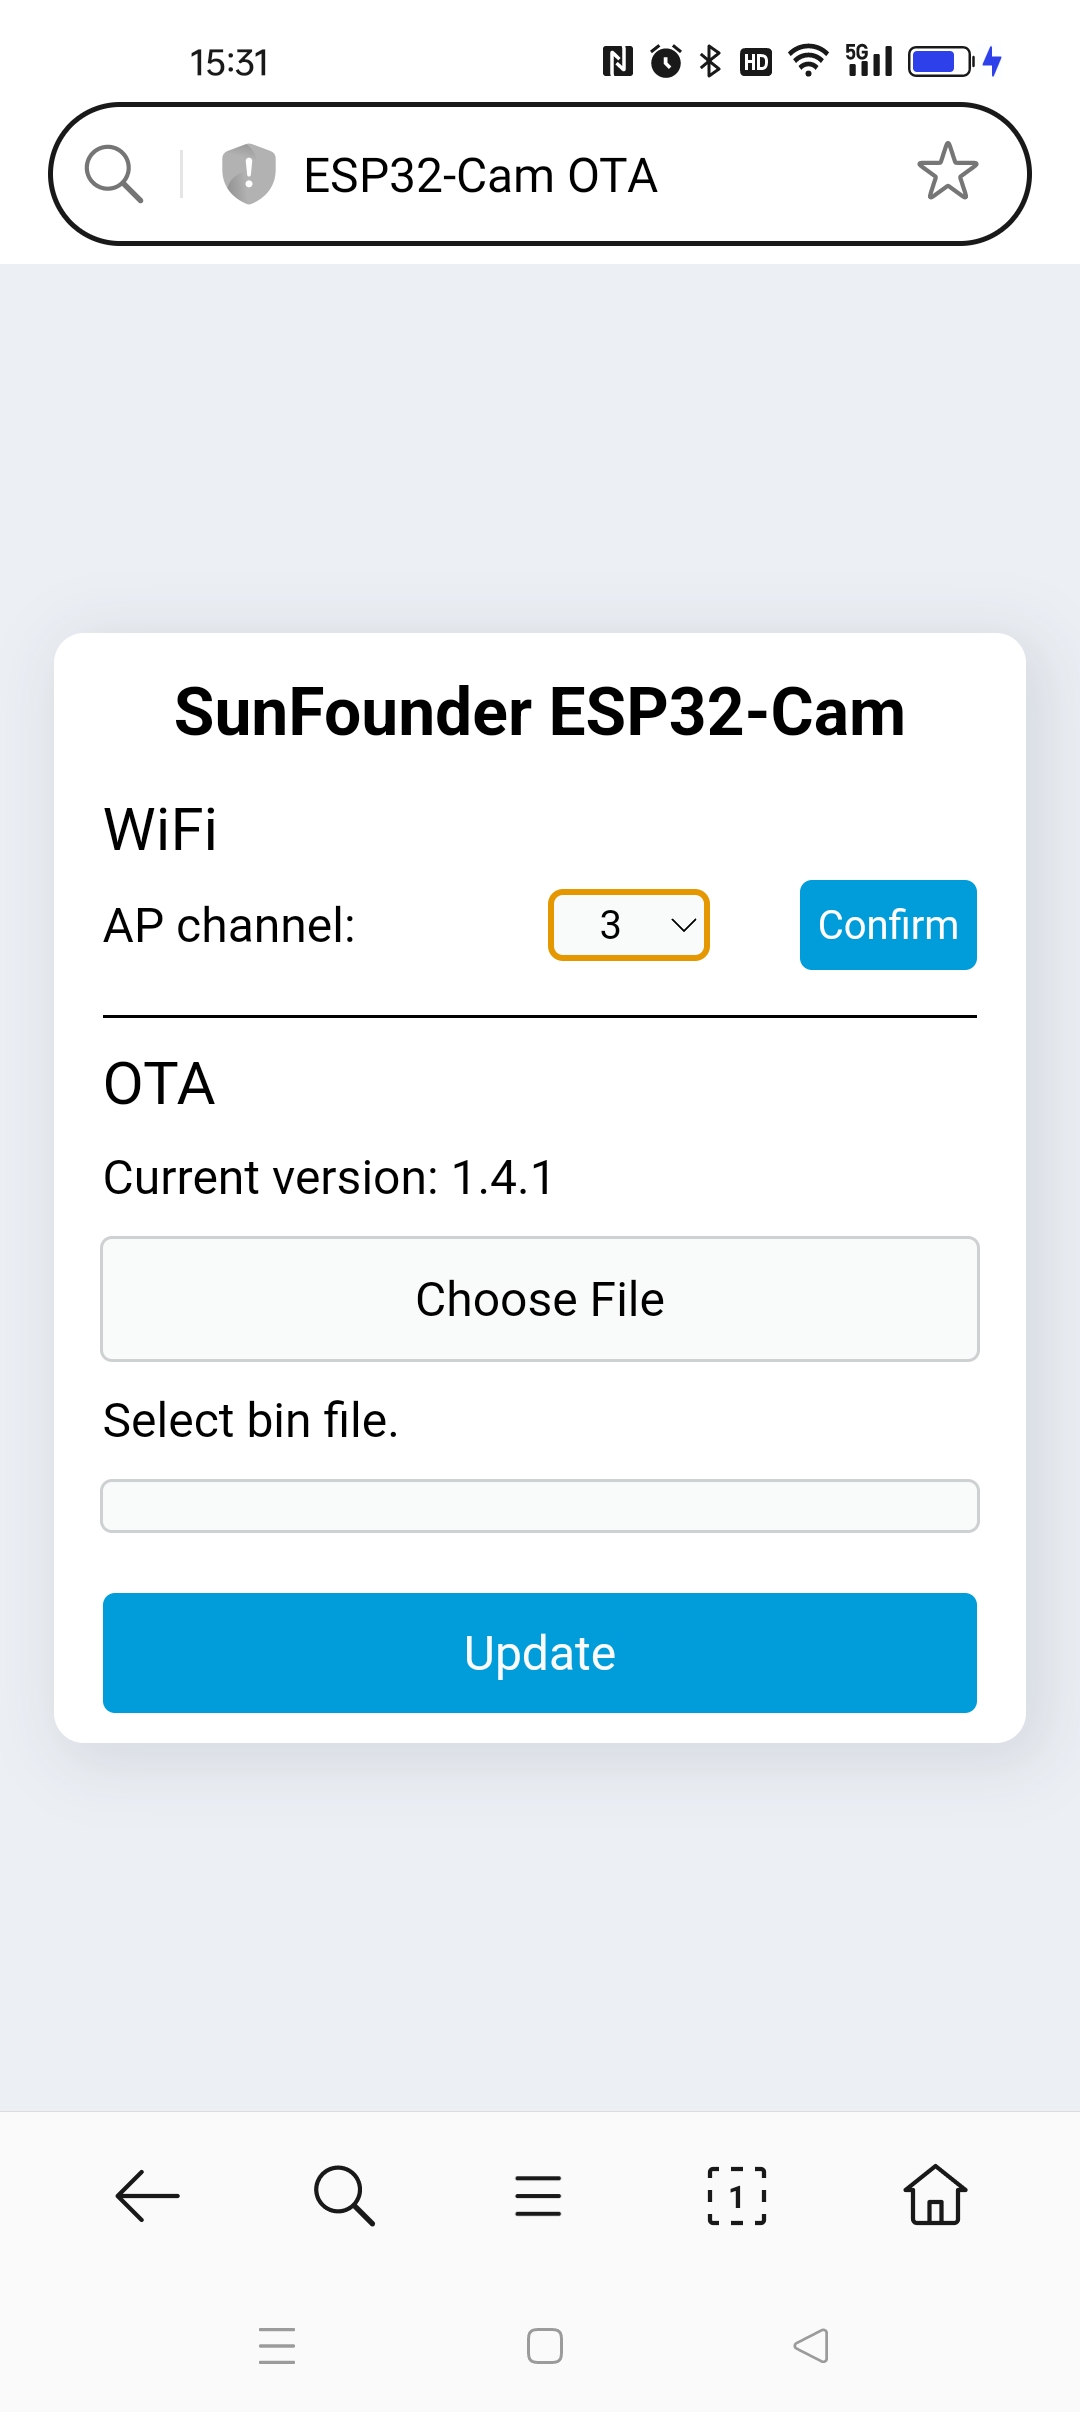 15:31 HD 5G
ESP32-Cam OTA
SunFounder ESP32-Cam
WiFi
AP channel: 3 Confirm
OTA
Current version: 1.4.1
Choose File
Select bin file.
Update
1